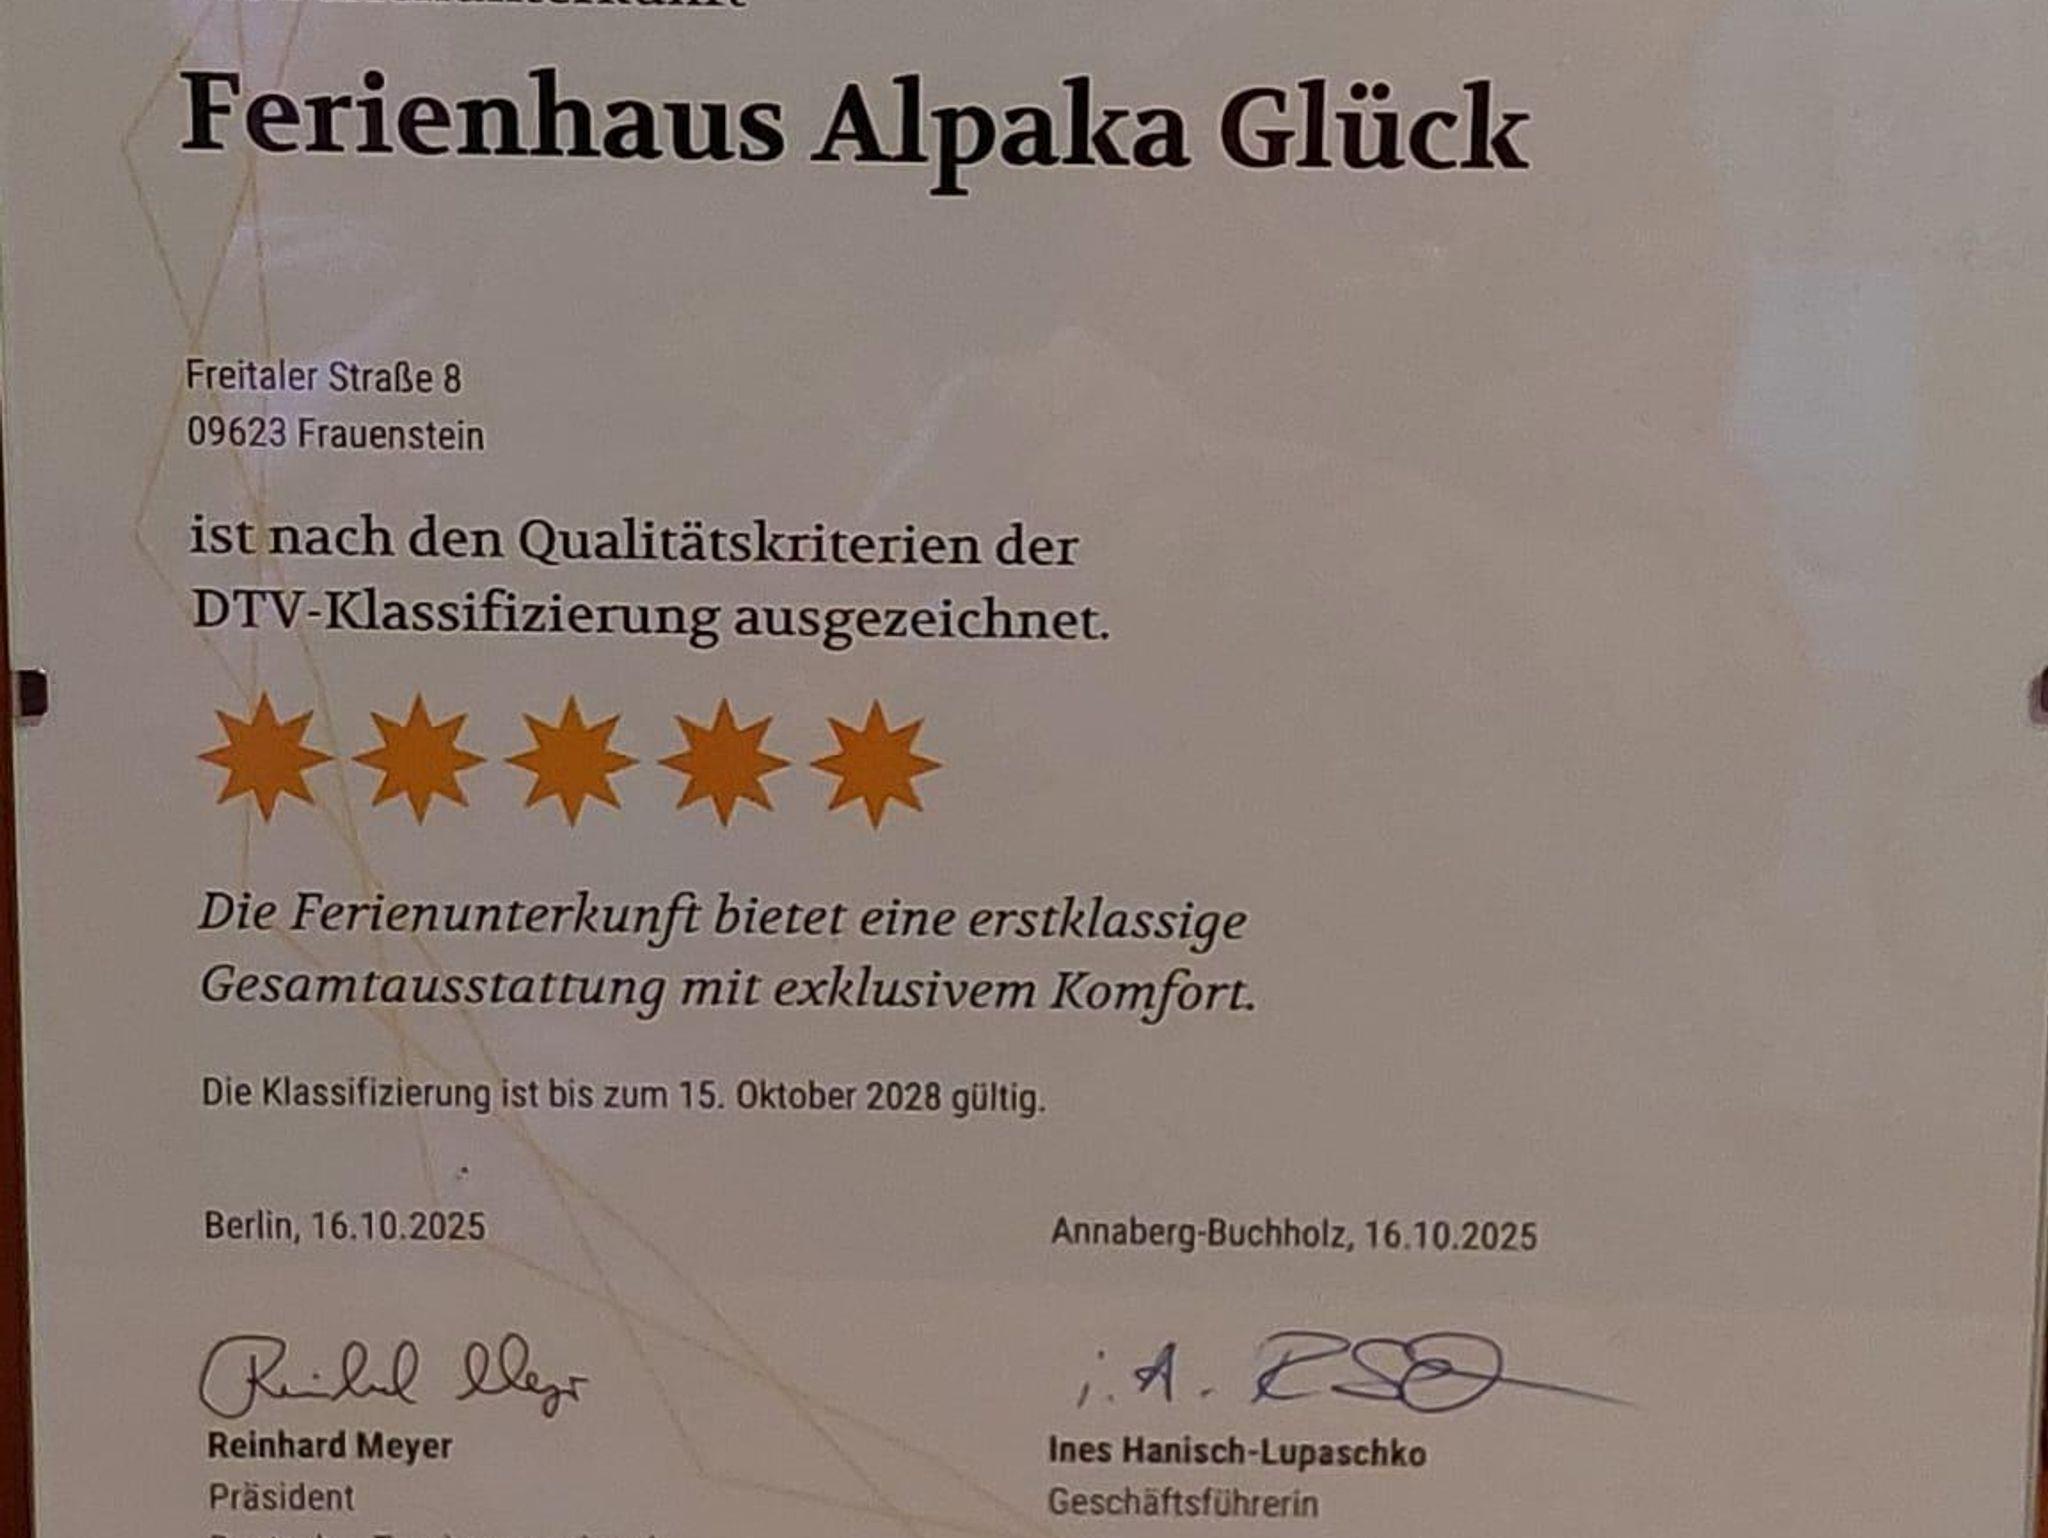 Ferienhaus Alpaka Glück
Freitaler Straße 8
09623 Frauenstein
ist nach den Qualitätskriterien der
DTV-Klassifizierung ausgezeichnet.
Die Ferienunterkunft bietet eine erstklassige
Gesamtausstattung mit exklusivem Komfort.
Die Klassifizierung ist bis zum 15. Oktober 2028 gültig.
Berlin, 16.10.2025
Annaberg-Buchholz, 16.10.2025
Reinhard Meyer
i. A.
Reinhard Meyer
Ines Hanisch-Lupaschko
Präsident
Geschäftsführerin